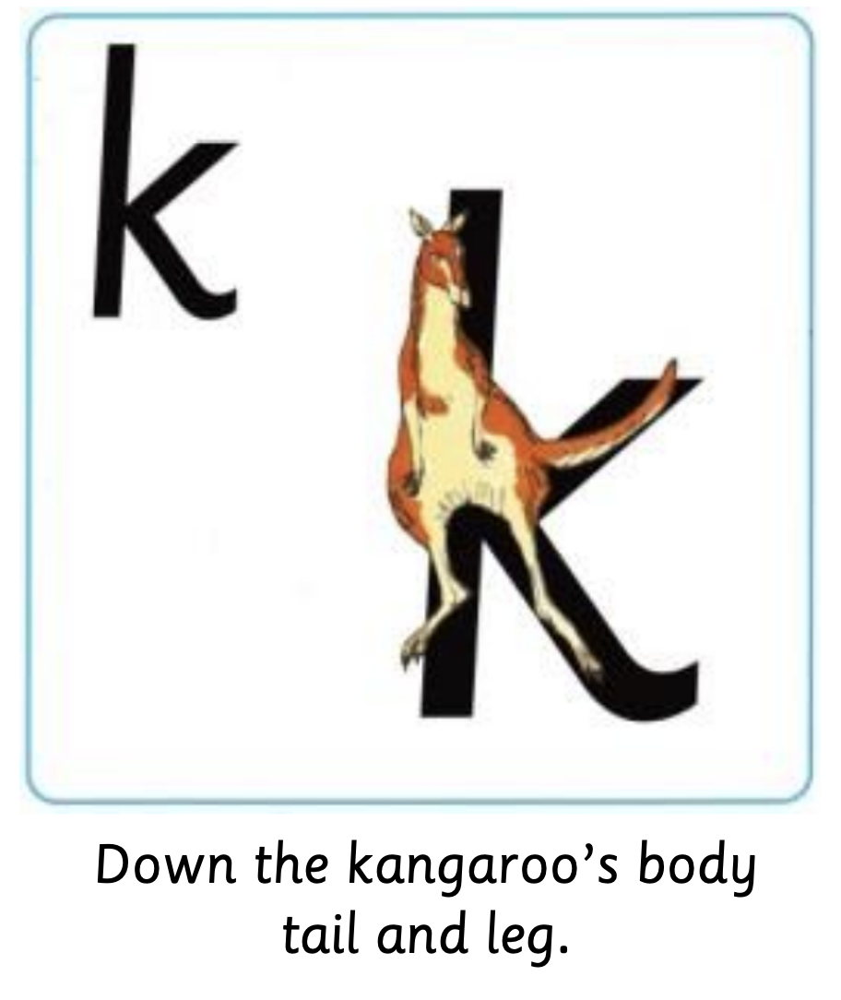 k
k
Down the kangaroo’s body
tail and leg.